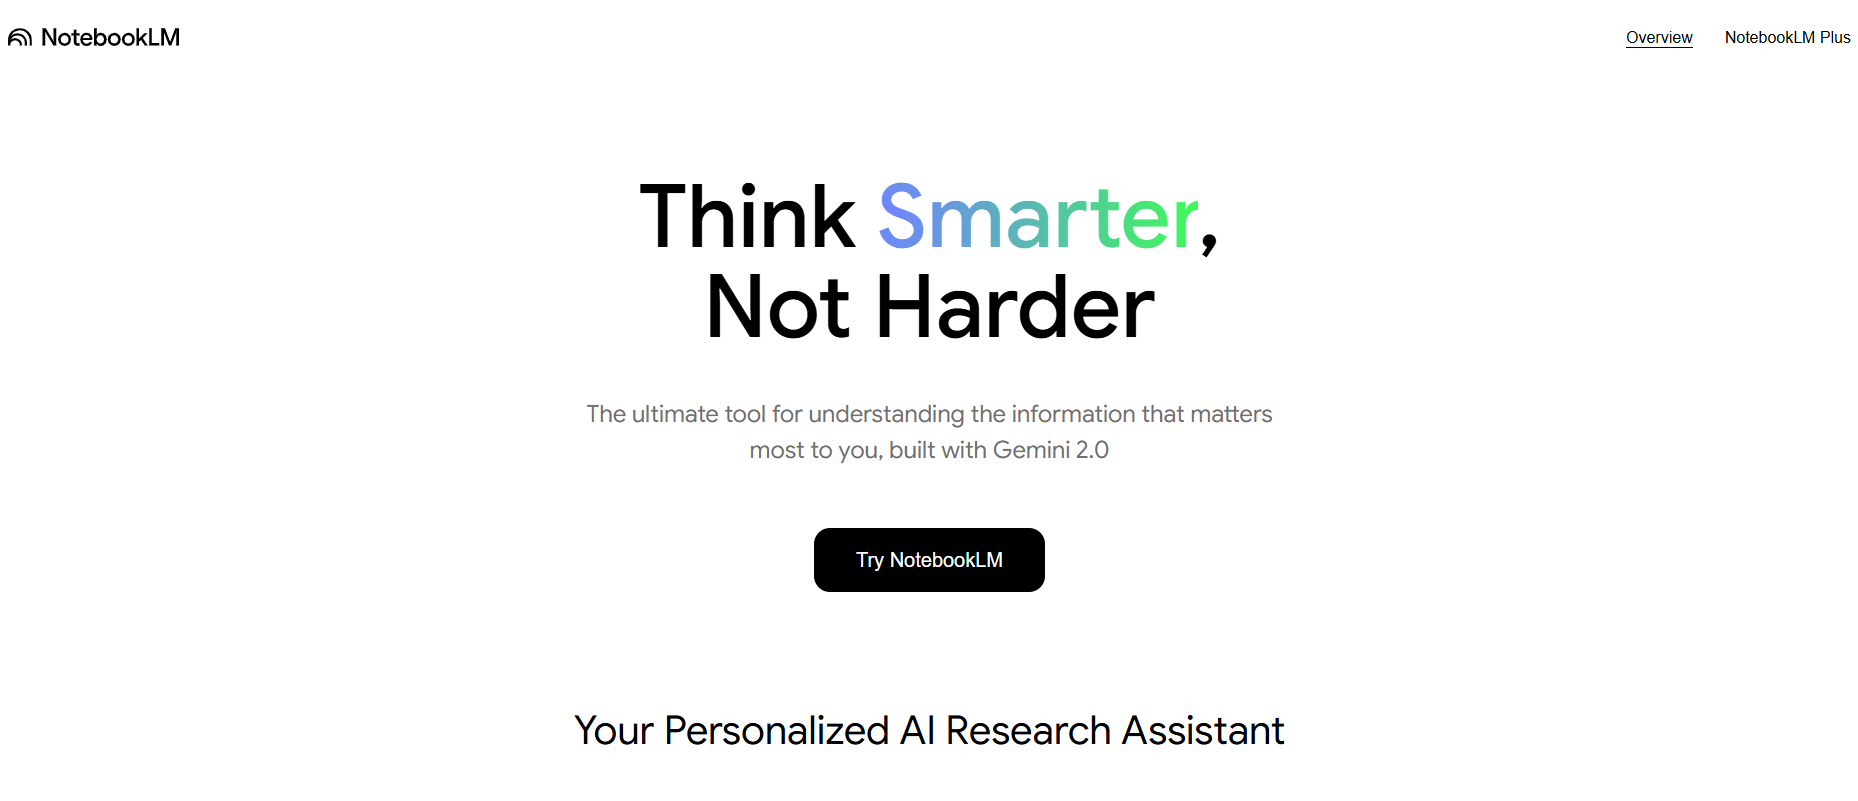 NotebookLM
Overview
NotebookLM Plus
Think Smarter,
Not Harder
The ultimate tool for understanding the information that matters
most to you, built with Gemini 2.0
Try NotebookLM
Your Personalized AI Research Assistant